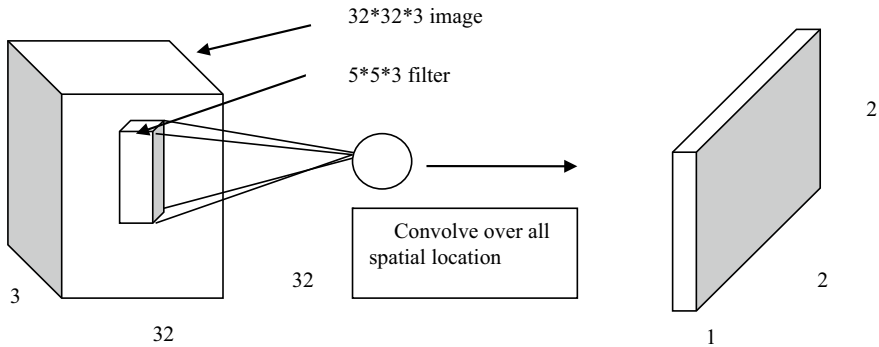 32*32*3 image
5*5*3 filter
2
Convolve over all
spatial location
3
32
32
2
1